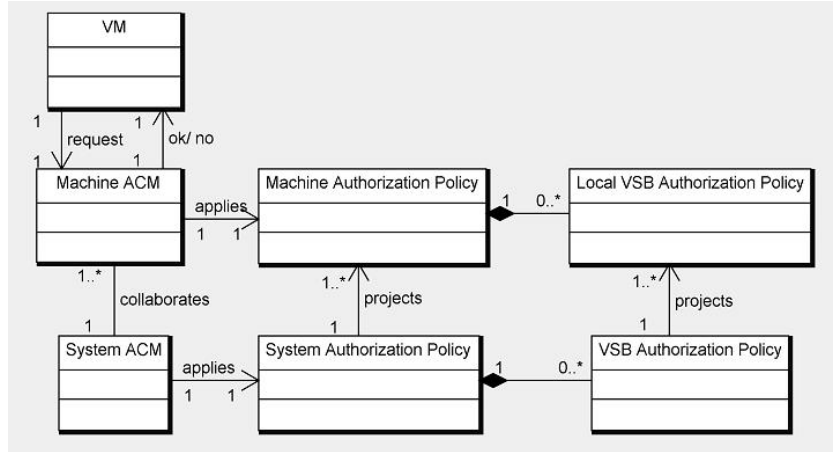 VM
1
1
request
ok/ no
1
1
Machine ACM
Machine Authorization Policy
Local VSB Authorization Policy
applies
1
1
1
0..*
1..*
collaborates
1
1..*
projects
1
1..*
projects
1
System ACM
System Authorization Policy
VSB Authorization Policy
applies
1
1
1
0..*